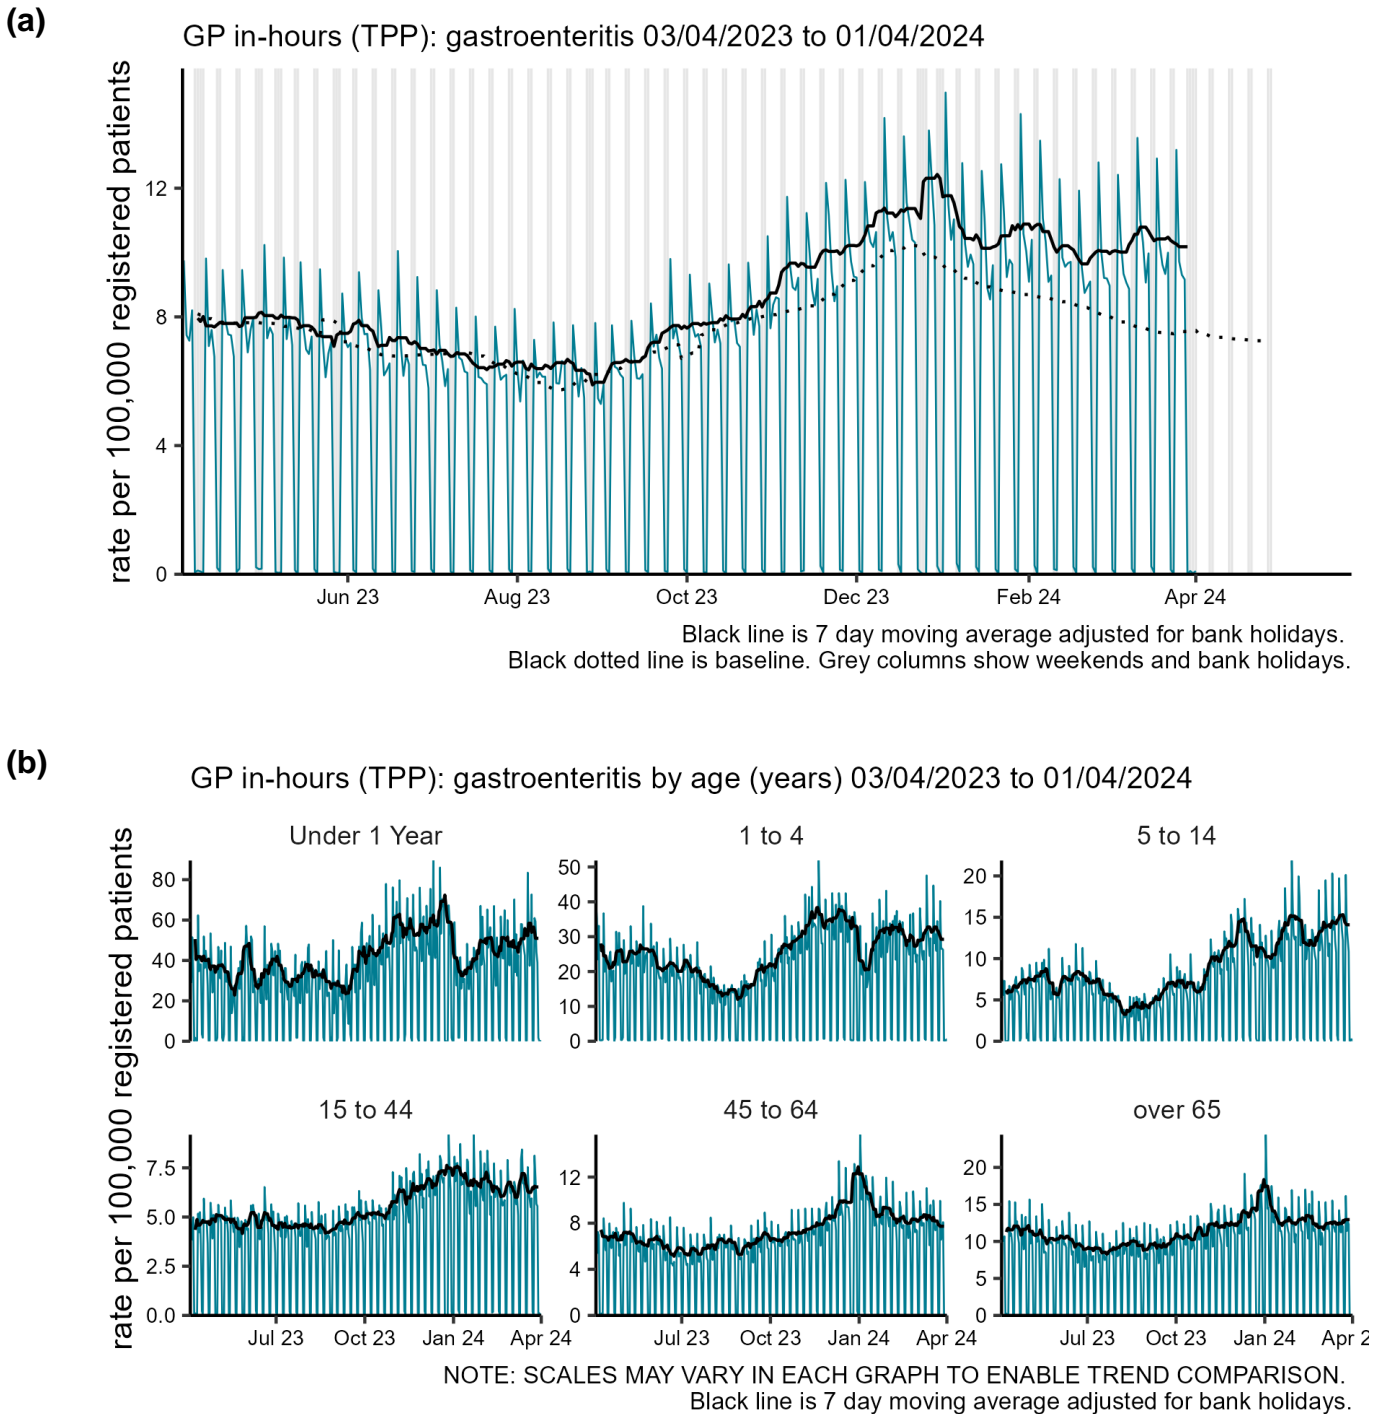 (a)
GP in-hours (TPP): gastroenteritis 03/04/2023 to 01/04/2024
rate per 100,000 registered patients
12
8
4
0
Jun 23 Aug 23 Oct 23 Dec 23 Feb 24 Apr 24
Black line is 7 day moving average adjusted for bank holidays.
Black dotted line is baseline. Grey columns show weekends and bank holidays.
(b)
GP in-hours (TPP): gastroenteritis by age (years) 03/04/2023 to 01/04/2024
rate per 100,000 registered patients
Under 1 Year
80
60
40
20
0
1 to 4
50
40
30
20
10
0
5 to 14
20
15
10
5
0
15 to 44
7.5
5.0
2.5
0.0
Jul 23 Oct 23 Jan 24 Apr 24
45 to 64
12
8
4
0
Jul 23 Oct 23 Jan 24 Apr 24
over 65
20
15
10
5
0
Jul 23 Oct 23 Jan 24 Apr 2
NOTE: SCALES MAY VARY IN EACH GRAPH TO ENABLE TREND COMPARISON.
Black line is 7 day moving average adjusted for bank holidays.